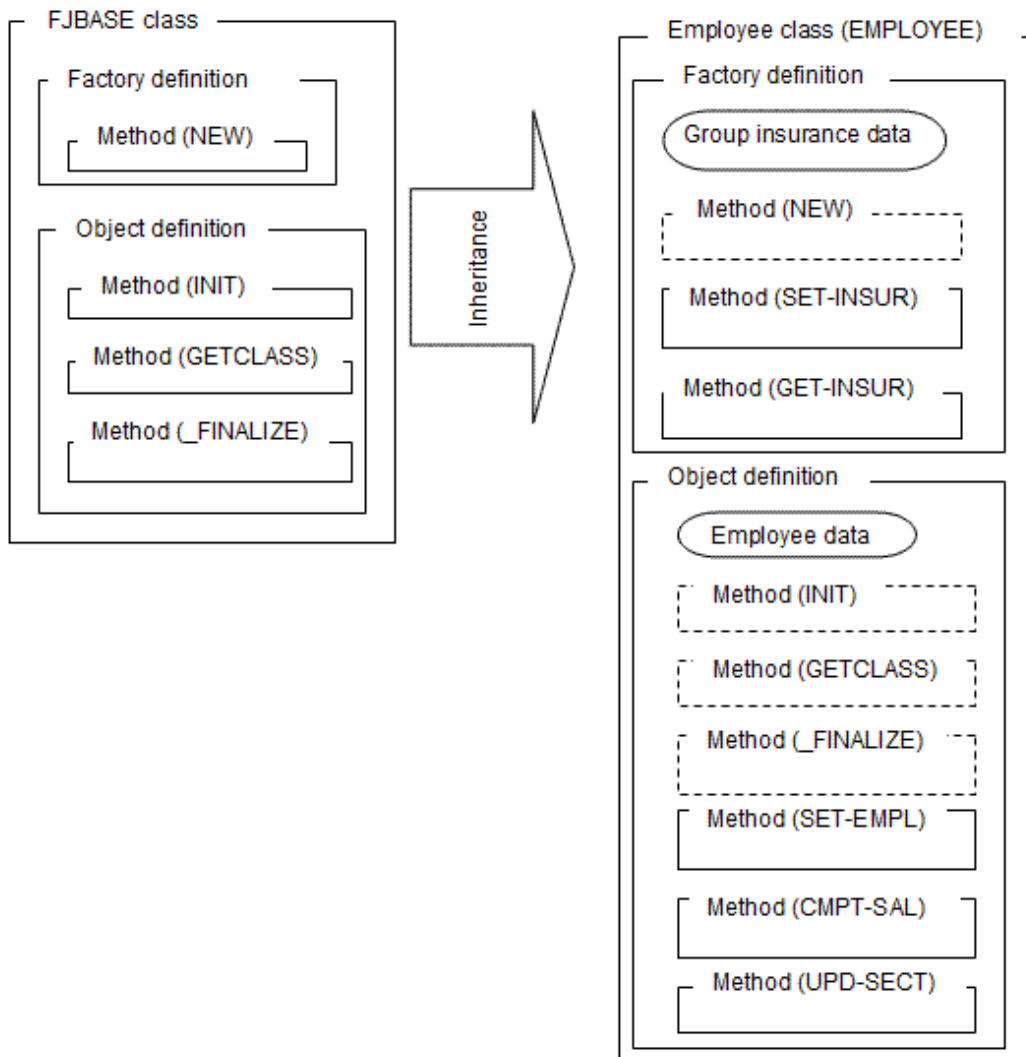 FJBASE class
Factory definition
Method (NEW)
Object definition
Method (INIT)
Method (GETCLASS)
Method (_FINALIZE)
Inheritance
Employee class (EMPLOYEE)
Factory definition
Group insurance data
Method (NEW)
Method (SET-INSUR)
Method (GET-INSUR)
Object definition
Employee data
Method (INIT)
Method (GETCLASS)
Method (_FINALIZE)
Method (SET-EMPL)
Method (CMPT-SAL)
Method (UPD-SECT)